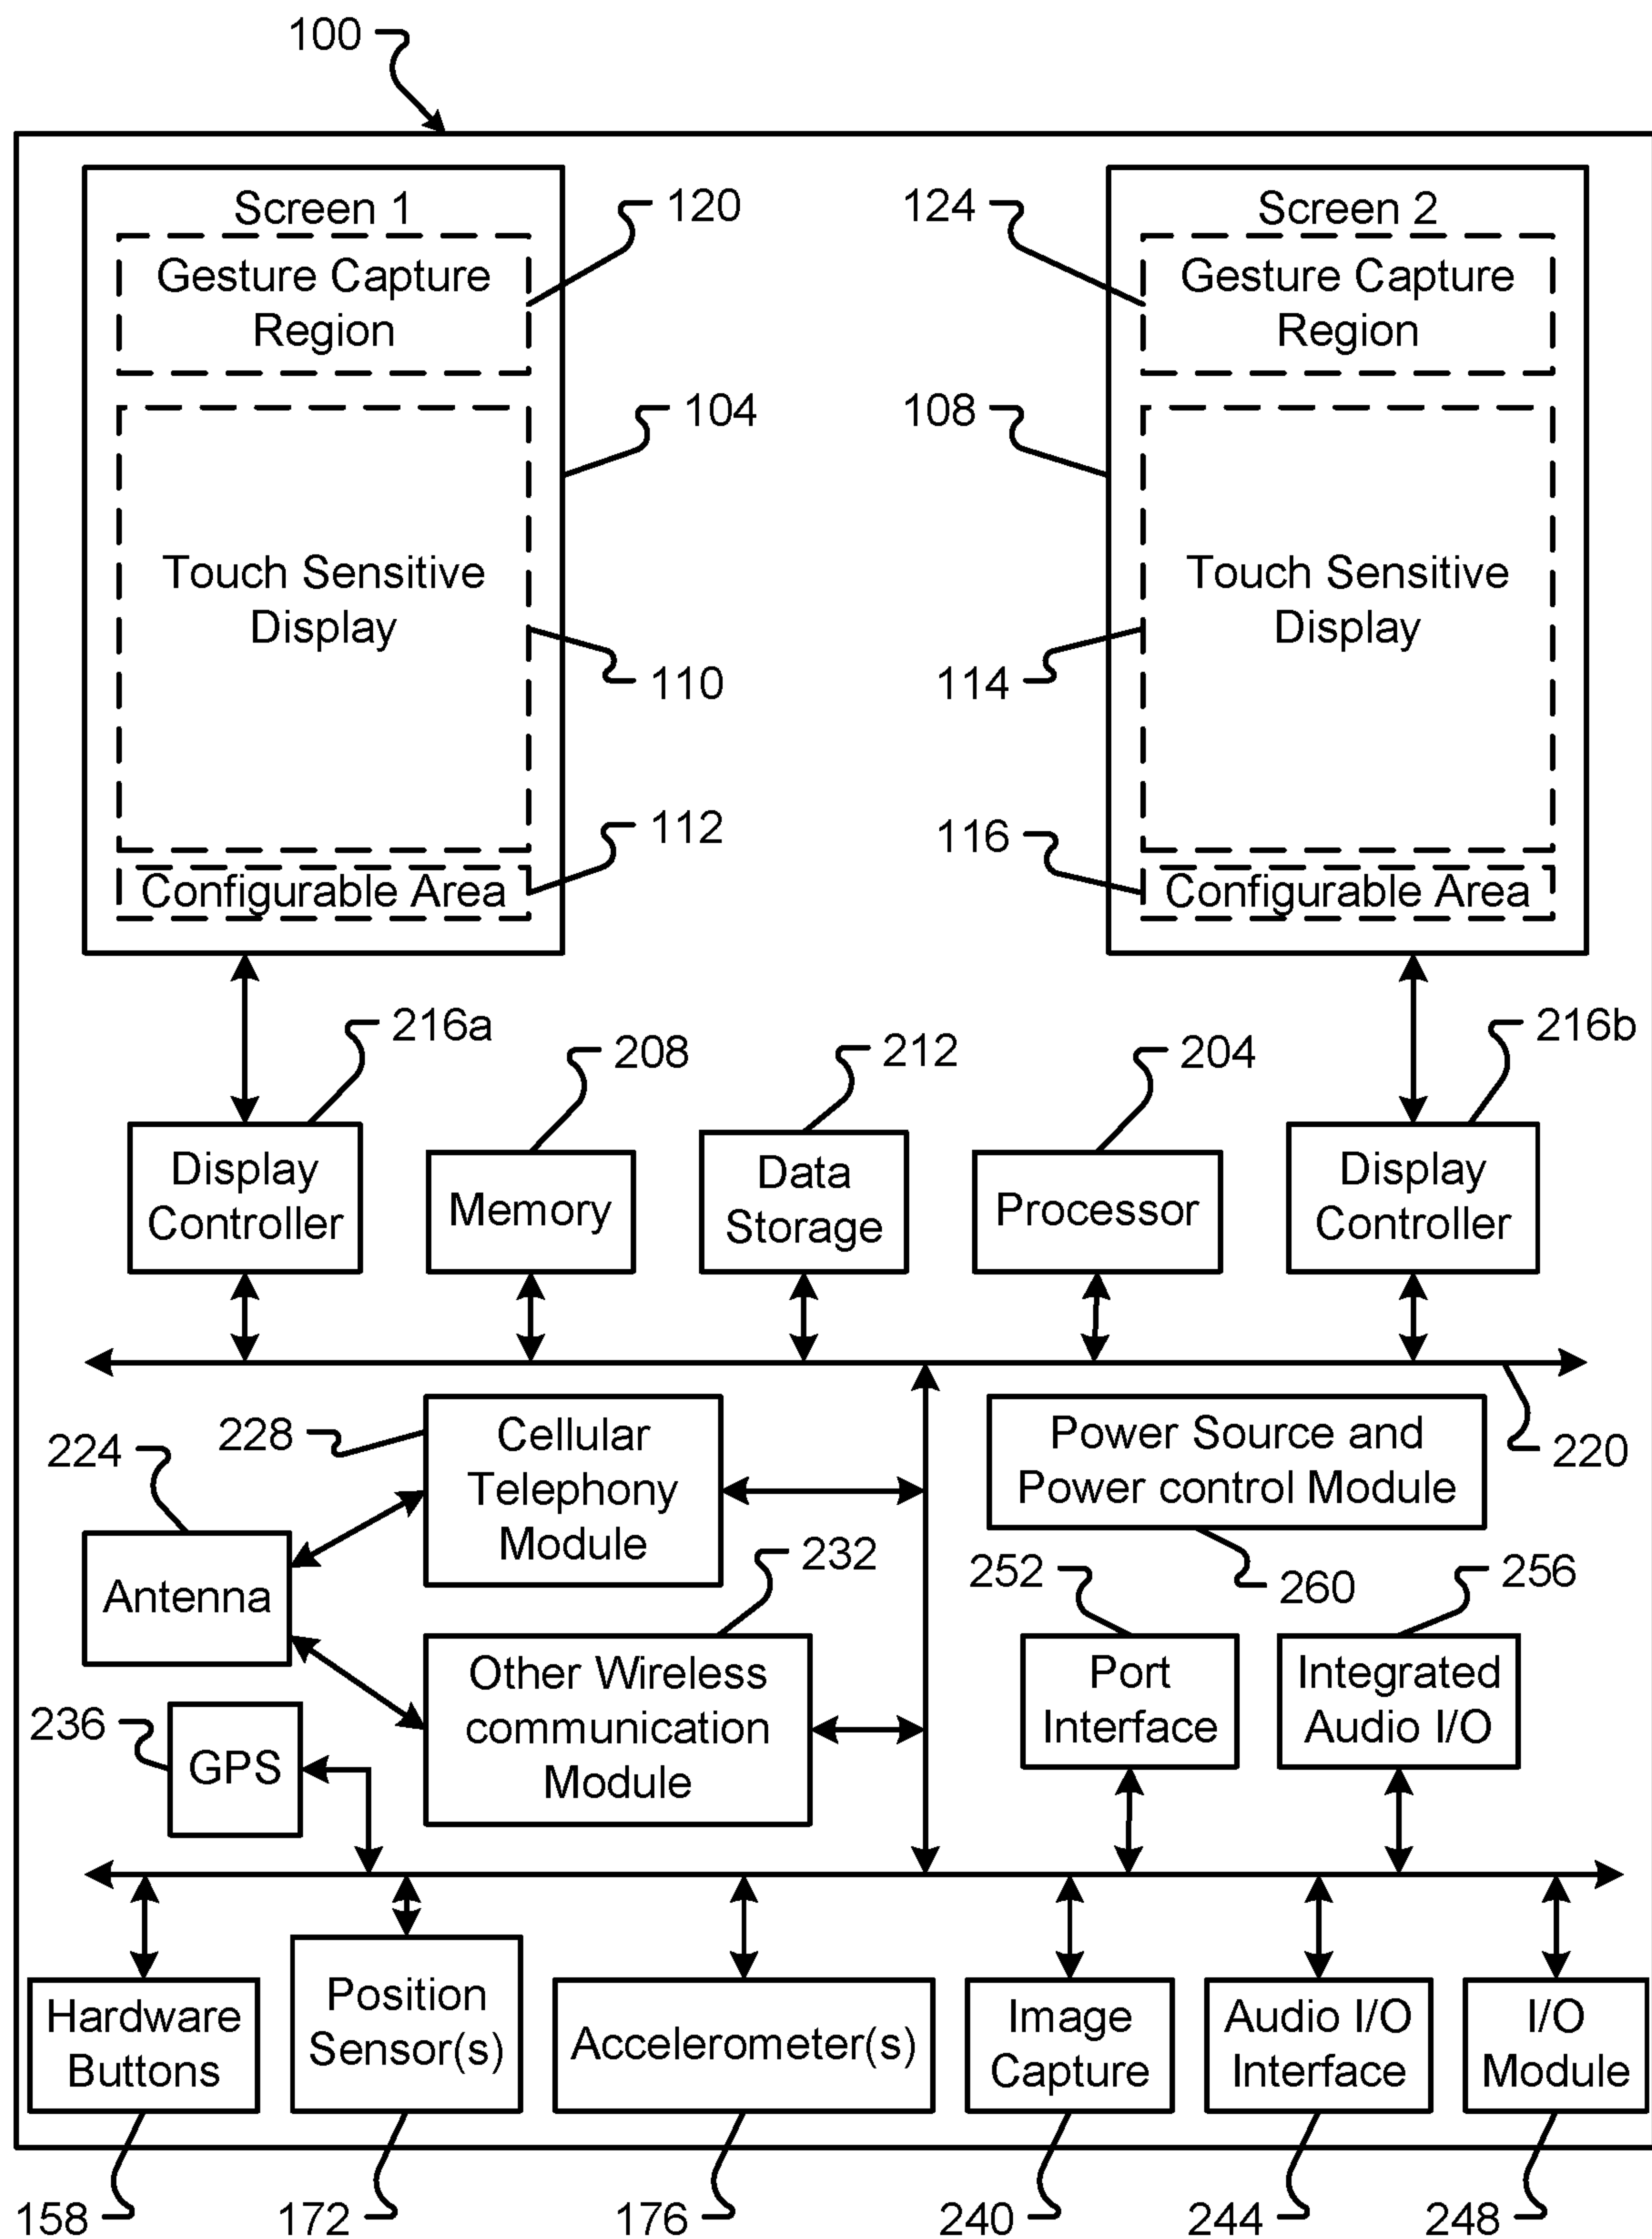 100
Screen 1
Screen 2
120
124
Gesture Capture
Region
Gesture Capture
Region
104
108
Touch Sensitive
Display
Touch Sensitive
Display
110
114
112
116
Configurable Area
Configurable Area
216a
208
212
204
216b
Display
Controller
Memory
Data
Storage
Processor
Display
Controller
228
224
Cellular
Telephony
Module
Power Source and
Power control Module
220
232
252
260
256
Antenna
Other Wireless
communication
Module
Port
Interface
Integrated
Audio I/O
236
GPS
Hardware
Buttons
Position
Sensor(s)
Accelerometer(s)
Image
Capture
Audio I/O
Interface
I/O
Module
158
172
176
240
244
248